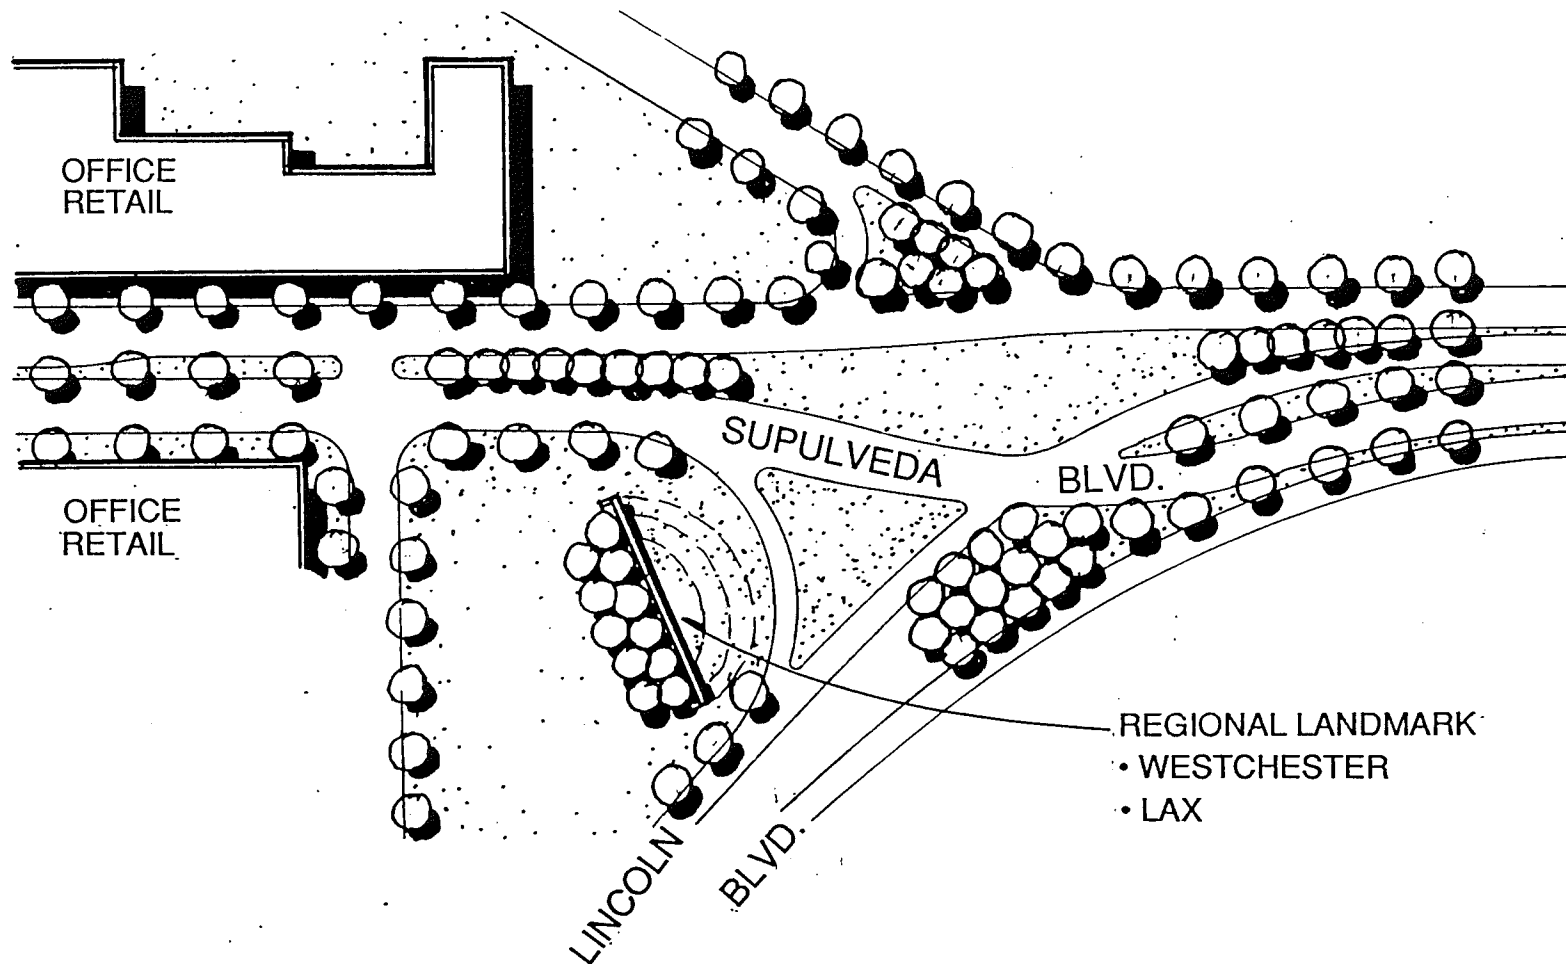 OFFICE
RETAIL
SUPULVEDA
BLVD.
OFFICE
RETAIL
REGIONAL LANDMARK
• WESTCHESTER
• LAX
LINCOLN
BLVD.